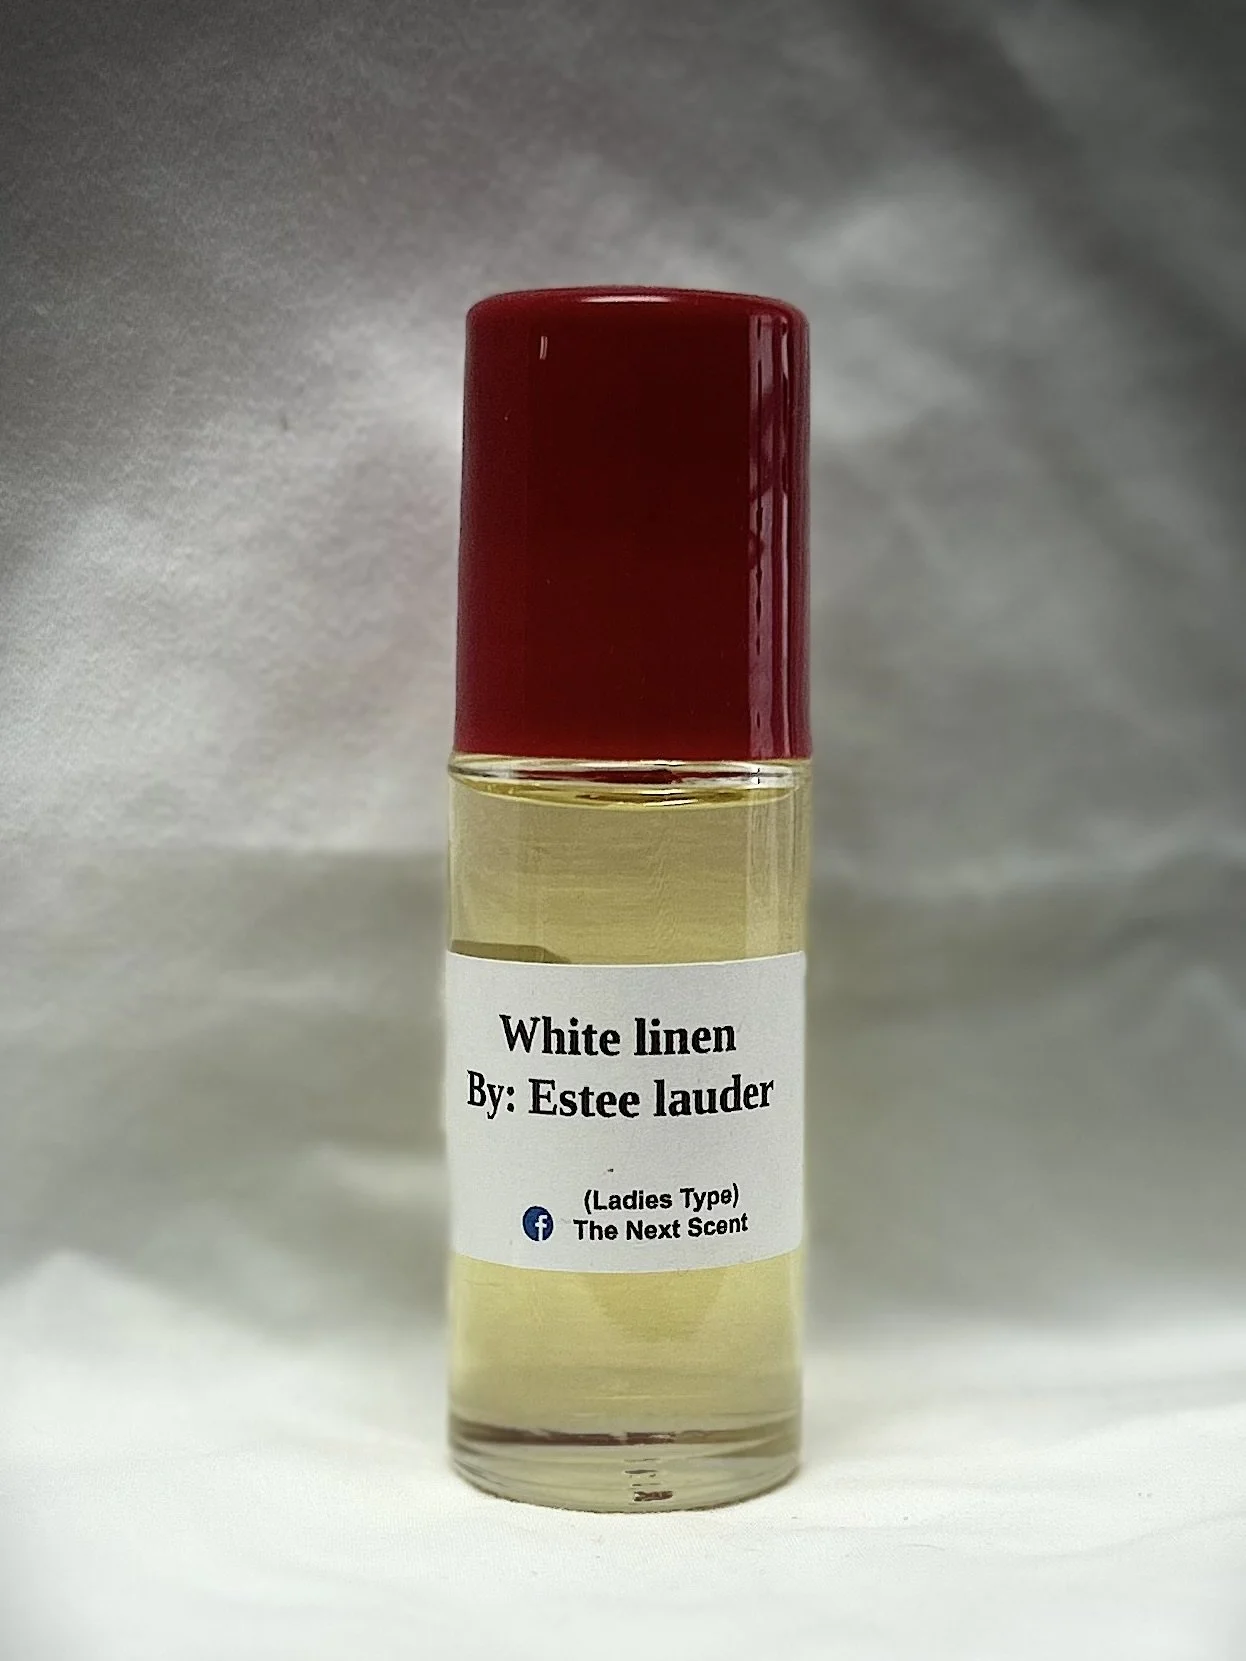 White linen
By: Estee lauder
(Ladies Type)
The Next Scent